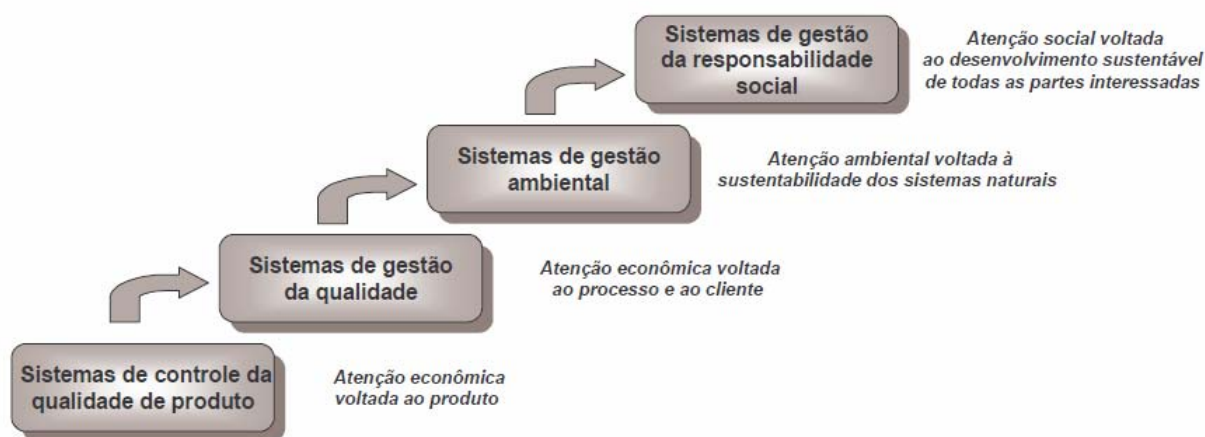 Sistemas de gestão
da responsabilidade
social
Atenção social voltada
ao desenvolvimento sustentável
de todas as partes interessadas
Sistemas de gestão
ambiental
Atenção ambiental voltada à
sustentabilidade dos sistemas naturais
Sistemas de gestão
da qualidade
Atenção econômica voltada
ao processo e ao cliente
Sistemas de controle da
qualidade de produto
Atenção econômica
voltada ao produto